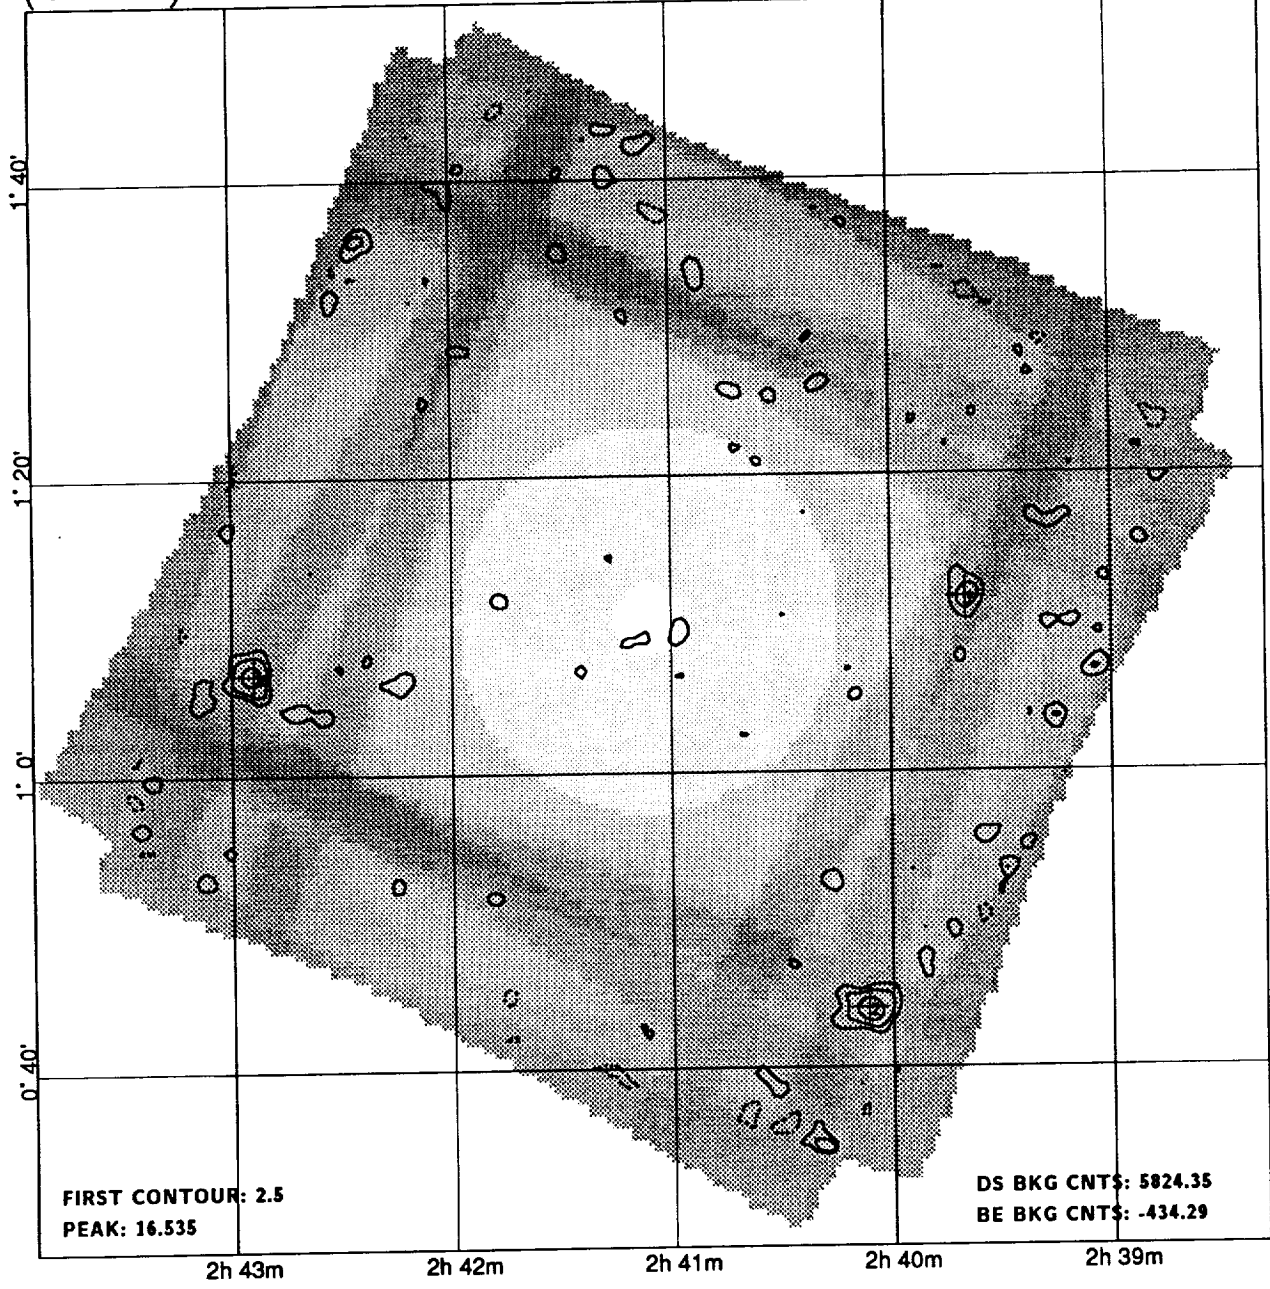 1° 40'
1° 20'
1° 0'
0° 40'
FIRST CONTOUR: 2.5
PEAK: 16.535
DS BKG CNTS: 5824.35
BE BKG CNTS: -434.29
2h 43m
2h 42m
2h 41m
2h 40m
2h 39m